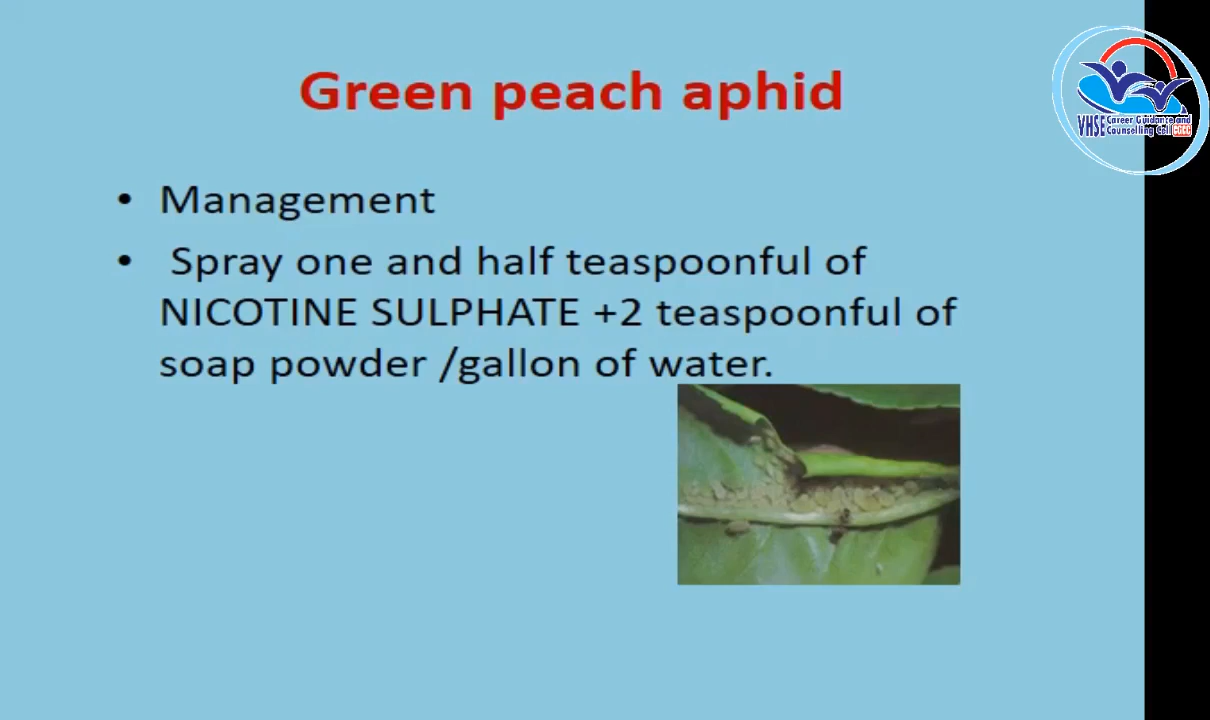 Green peach aphid
• Management
• Spray one and half teaspoonful of
NICOTINE SULPHATE +2 teaspoonful of
soap powder /gallon of water.
VHSE Career Guidance and
Counselling Cell CGCC